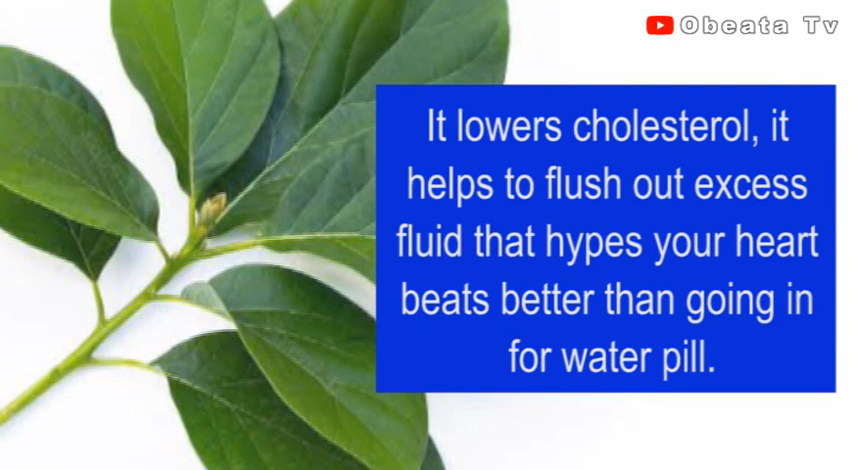 Obeata Tv
It lowers cholesterol, it
helps to flush out excess
fluid that hypes your heart
beats better than going in
for water pill.